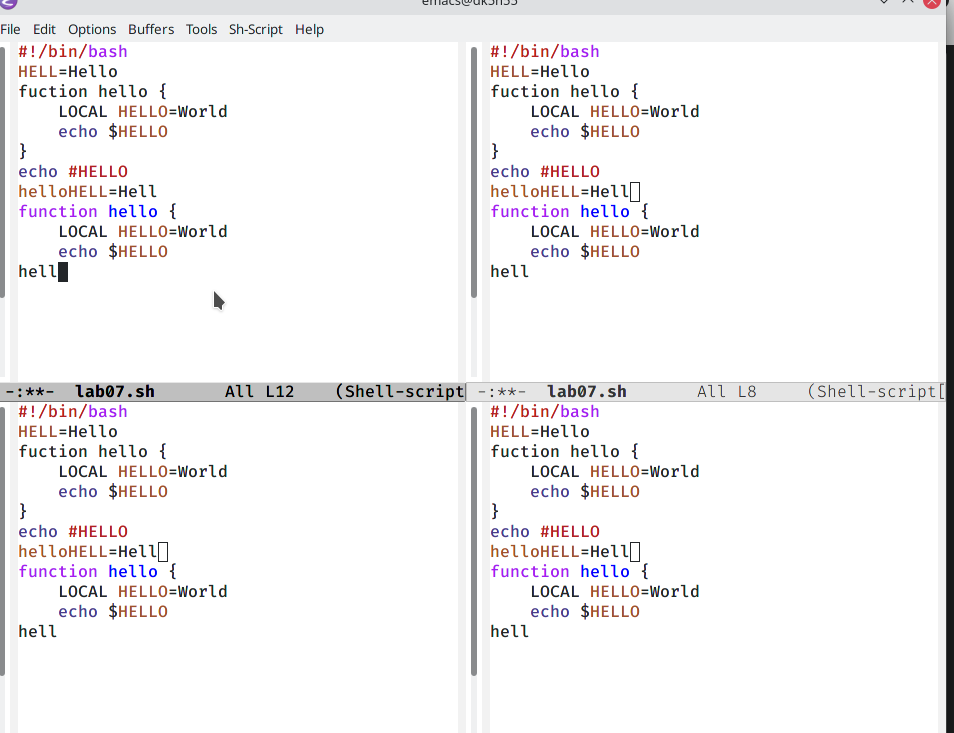 emacs@dk3n55
File Edit Options Buffers Tools Sh-Script Help
#!/bin/bash
HELL=Hello
fuction hello {
    LOCAL HELLO=World
    echo $HELLO
}
echo #HELLO
helloHELL=Hell
function hello {
    LOCAL HELLO=World
    echo $HELLO
hell
-:**-  lab07.sh       All L12    (Shell-script
#!/bin/bash
HELL=Hello
fuction hello {
    LOCAL HELLO=World
    echo $HELLO
}
echo #HELLO
helloHELL=Hell
function hello {
    LOCAL HELLO=World
    echo $HELLO
hell
-:**-  lab07.sh       All L8     (Shell-script[
#!/bin/bash
HELL=Hello
fuction hello {
    LOCAL HELLO=World
    echo $HELLO
}
echo #HELLO
helloHELL=Hell
function hello {
    LOCAL HELLO=World
    echo $HELLO
hell
#!/bin/bash
HELL=Hello
fuction hello {
    LOCAL HELLO=World
    echo $HELLO
}
echo #HELLO
helloHELL=Hell
function hello {
    LOCAL HELLO=World
    echo $HELLO
hell